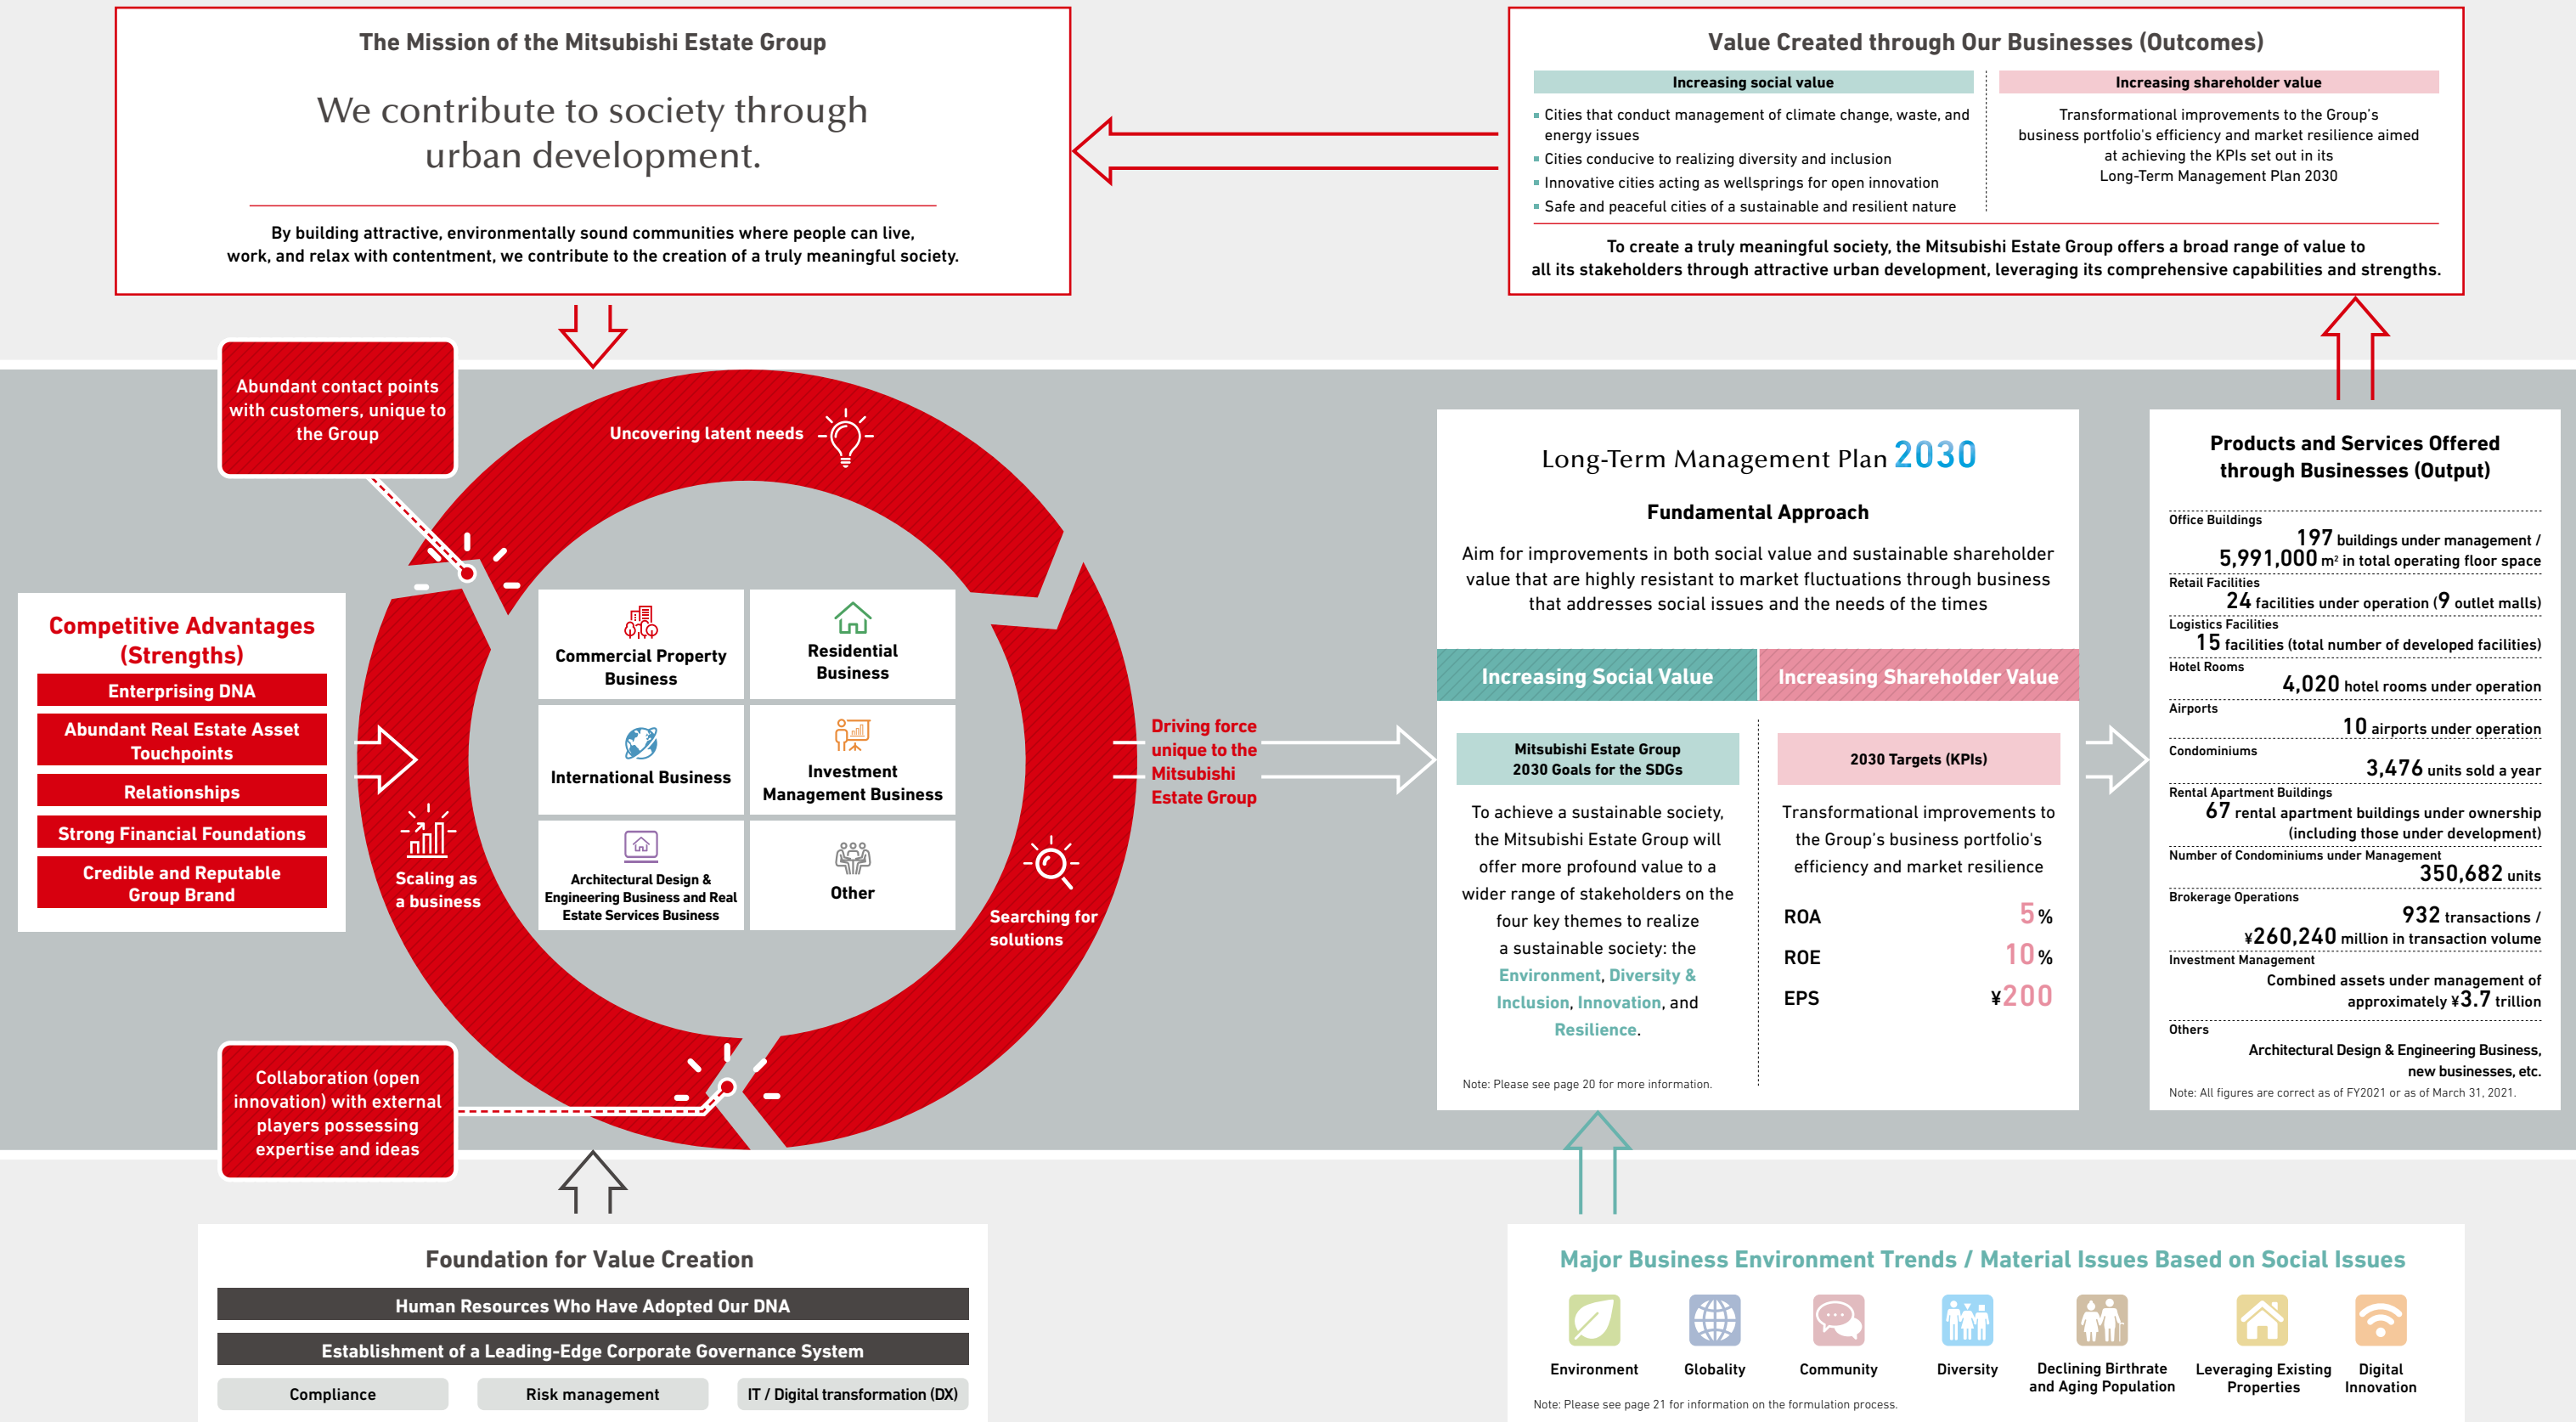 The Mission of the Mitsubishi Estate Group
We contribute to society through
urban development.
By building attractive, environmentally sound communities where people can live,
work, and relax with contentment, we contribute to the creation of a truly meaningful society.
Value Created through Our Businesses (Outcomes)
Increasing social value
Cities that conduct management of climate change, waste, and
energy issues
Cities conducive to realizing diversity and inclusion
Innovative cities acting as wellsprings for open innovation
Safe and peaceful cities of a sustainable and resilient nature
Increasing shareholder value
Transformational improvements to the Group's
business portfolio's efficiency and market resilience aimed
at achieving the KPIs set out in its
Long-Term Management Plan 2030
To create a truly meaningful society, the Mitsubishi Estate Group offers a broad range of value to
all its stakeholders through attractive urban development, leveraging its comprehensive capabilities and strengths.
Abundant contact points
with customers, unique to
the Group
Uncovering latent needs
Competitive Advantages
(Strengths)
Enterprising DNA
Abundant Real Estate Asset
Touchpoints
Relationships
Strong Financial Foundations
Credible and Reputable
Group Brand
Scaling as
a business
Commercial Property
Business
Residential
Business
International Business
Investment
Management Business
Architectural Design &
Engineering Business and Real
Estate Services Business
Other
Searching for
solutions
Driving force
unique to the
Mitsubishi
Estate Group
Collaboration (open
innovation) with external
players possessing
expertise and ideas
Long-Term Management Plan 2030
Fundamental Approach
Aim for improvements in both social value and sustainable shareholder
value that are highly resistant to market fluctuations through business
that addresses social issues and the needs of the times
Increasing Social Value
Mitsubishi Estate Group
2030 Goals for the SDGs
To achieve a sustainable society,
the Mitsubishi Estate Group will
offer more profound value to a
wider range of stakeholders on the
four key themes to realize
a sustainable society: the
Environment, Diversity &
Inclusion, Innovation, and
Resilience.
Note: Please see page 20 for more information.
Increasing Shareholder Value
2030 Targets (KPIs)
Transformational improvements to
the Group's business portfolio's
efficiency and market resilience
ROA 5%
ROE 10%
EPS ¥200
Products and Services Offered
through Businesses (Output)
Office Buildings
197 buildings under management /
5,991,000 m² in total operating floor space
Retail Facilities
24 facilities under operation (9 outlet malls)
Logistics Facilities
15 facilities (total number of developed facilities)
Hotel Rooms
4,020 hotel rooms under operation
Airports
10 airports under operation
Condominiums
3,476 units sold a year
Rental Apartment Buildings
67 rental apartment buildings under ownership
(including those under development)
Number of Condominiums under Management
350,682 units
Brokerage Operations
932 transactions /
¥260,240 million in transaction volume
Investment Management
Combined assets under management of
approximately ¥3.7 trillion
Others
Architectural Design & Engineering Business,
new businesses, etc.
Note: All figures are correct as of FY2021 or as of March 31, 2021.
Foundation for Value Creation
Human Resources Who Have Adopted Our DNA
Establishment of a Leading-Edge Corporate Governance System
Compliance
Risk management
IT / Digital transformation (DX)
Major Business Environment Trends / Material Issues Based on Social Issues
Environment
Globality
Community
Diversity
Declining Birthrate
and Aging Population
Leveraging Existing
Properties
Digital
Innovation
Note: Please see page 21 for information on the formulation process.